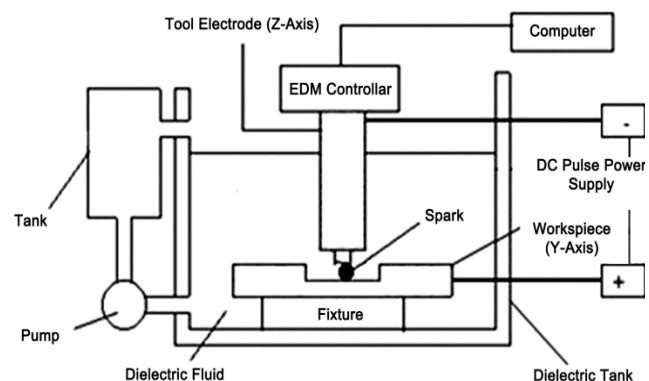 Tool Electrode (Z-Axis)
Computer
EDM Controllar
-
DC Pulse Power
Supply
Tank
Spark
Workspiece
(Y-Axis)
+
Fixture
Pump
Dielectric Fluid
Dielectric Tank